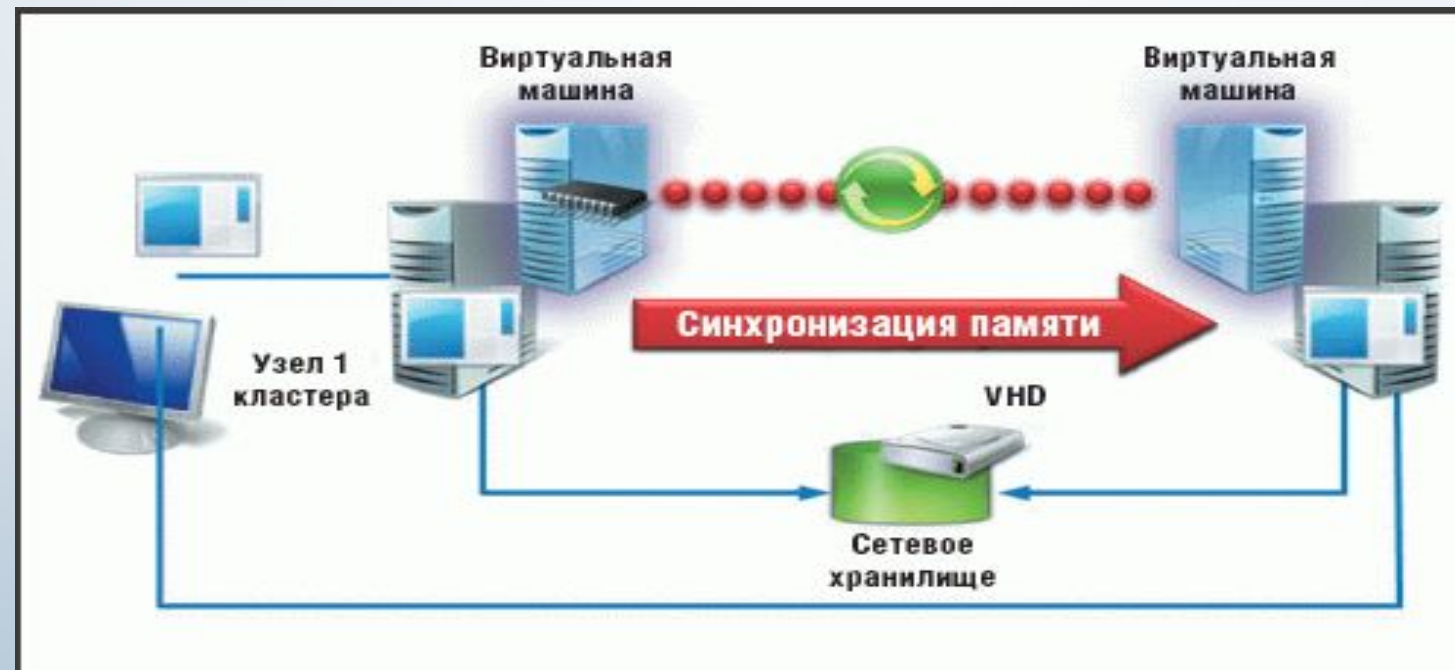 Виртуальная
машина
Виртуальная
машина
Синхронизация памяти
Узел 1
кластера
VHD
Сетевое
хранилище